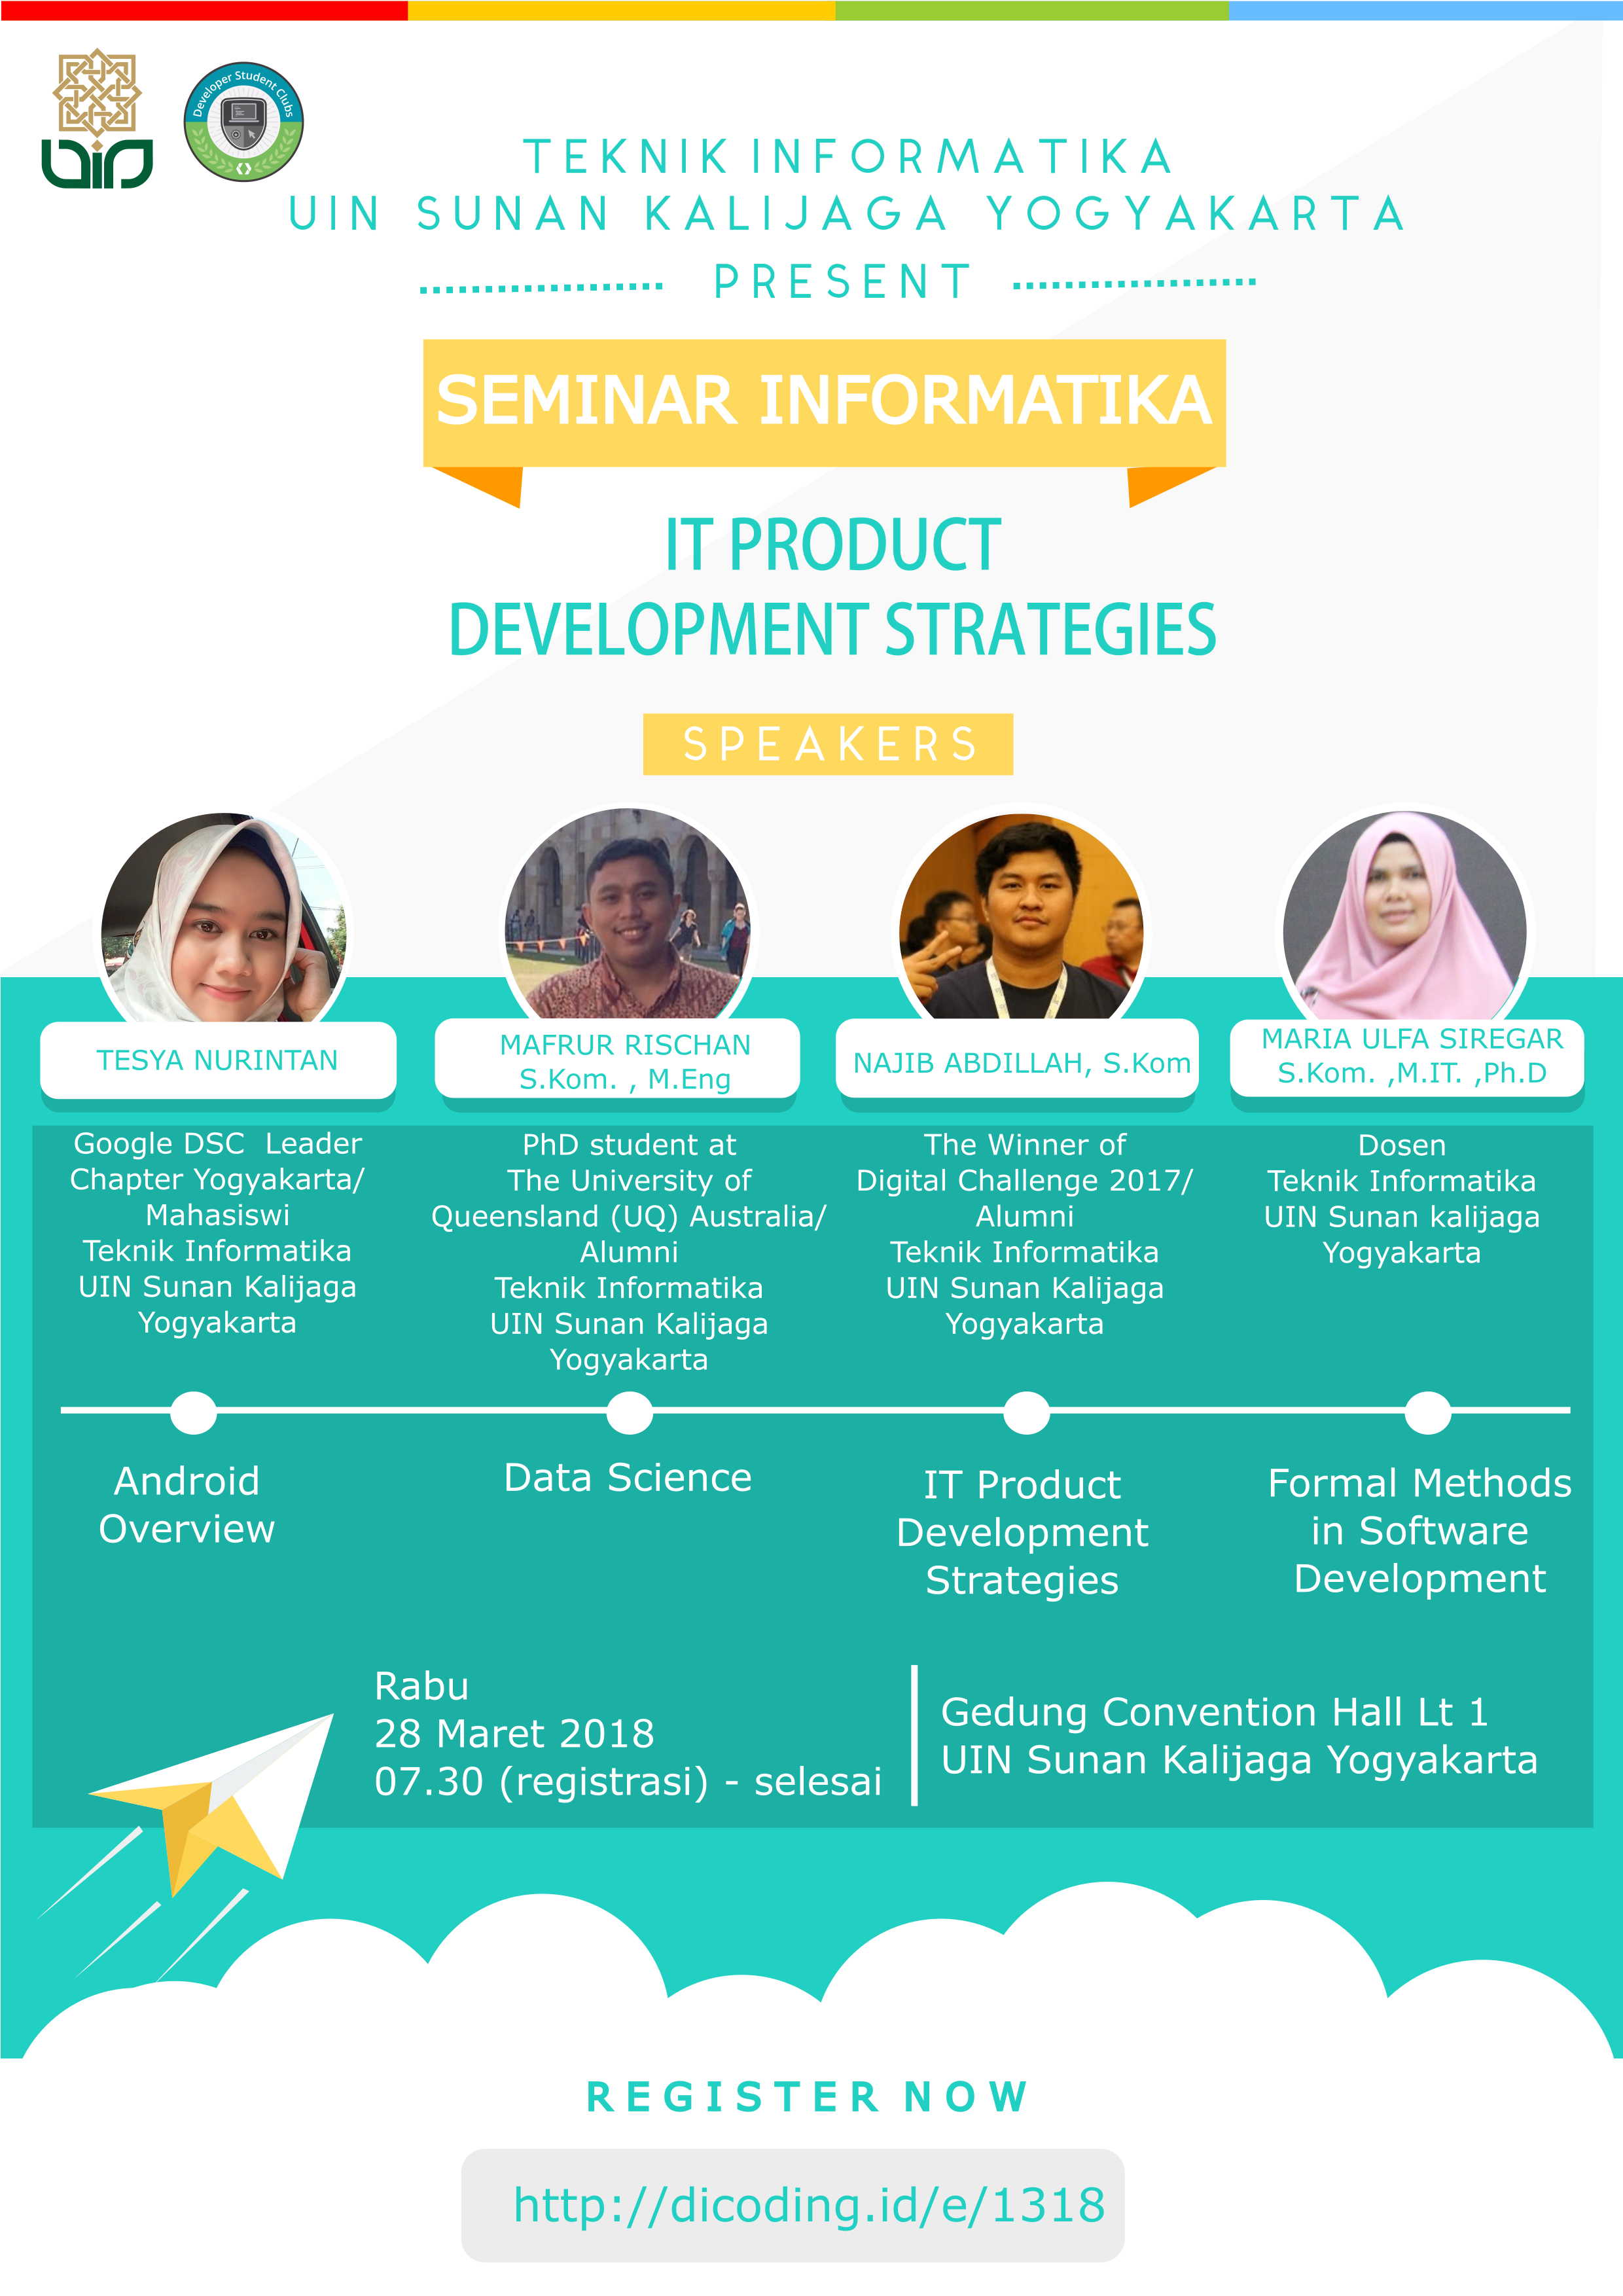 Developer Student Clubs
uin
TEKNIK INFORMATIKA
UIN SUNAN KALIJAGA YOGYAKARTA
PRESENT
SEMINAR INFORMATIKA
IT PRODUCT
DEVELOPMENT STRATEGIES
SPEAKERS
TESYA NURINTAN
Google DSC Leader
Chapter Yogyakarta/
Mahasiswi
Teknik Informatika
UIN Sunan Kalijaga
Yogyakarta
Android
Overview
MAFRUR RISCHAN
S.Kom. , M.Eng
PhD student at
The University of
Queensland (UQ) Australia/
Alumni
Teknik Informatika
UIN Sunan Kalijaga
Yogyakarta
Data Science
NAJIB ABDILLAH, S.Kom
The Winner of
Digital Challenge 2017/
Alumni
Teknik Informatika
UIN Sunan Kalijaga
Yogyakarta
IT Product
Development
Strategies
MARIA ULFA SIREGAR
S.Kom. ,M.IT. ,Ph.D
Dosen
Teknik Informatika
UIN Sunan kalijaga
Yogyakarta
Formal Methods
in Software
Development
Rabu
28 Maret 2018
07.30 (registrasi) - selesai
Gedung Convention Hall Lt 1
UIN Sunan Kalijaga Yogyakarta
REGISTER NOW
http://dicoding.id/e/1318